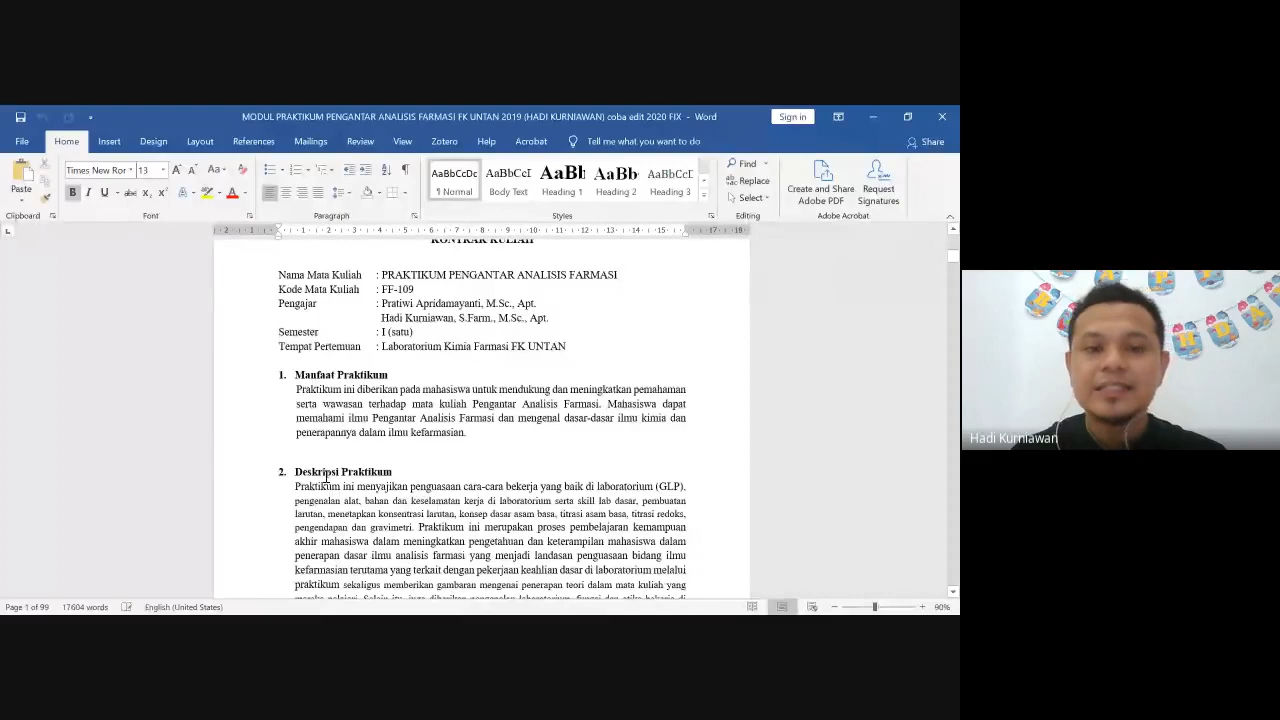 MODUL PRAKTIKUM PENGANTAR ANALISIS FARMASI FK UNTAN 2019 (HADI KURNIAWAN) coba edit 2020 FIX - Word
Sign in
File Home Insert Design Layout References Mailings Review View Zotero Help Acrobat Tell me what you want to do Share
Paste
Clipboard
Times New Ror 13
Aa
B I U abc X₂ X²
Font
Paragraph
AaBbCcDc AaBbCcI AaBbI AaBb( AaBbCcI
¶ Normal Body Text Heading 1 Heading 2 Heading 3
Styles
Find
Replace
Select
Editing
Create and Share Adobe PDF
Request Signatures
Adobe Acrobat
KONTRAK KULIAH
Nama Mata Kuliah : PRAKTIKUM PENGANTAR ANALISIS FARMASI
Kode Mata Kuliah : FF-109
Pengajar : Pratiwi Apridamayanti, M.Sc., Apt.
Hadi Kurniawan, S.Farm., M.Sc., Apt.
Semester : I (satu)
Tempat Pertemuan : Laboratorium Kimia Farmasi FK UNTAN
1. Manfaat Praktikum
Praktikum ini diberikan pada mahasiswa untuk mendukung dan meningkatkan pemahaman
serta wawasan terhadap mata kuliah Pengantar Analisis Farmasi. Mahasiswa dapat
memahami ilmu Pengantar Analisis Farmasi dan mengenal dasar-dasar ilmu kimia dan
penerapannya dalam ilmu kefarmasian.
2. Deskripsi Praktikum
Praktikum ini menyajikan penguasaan cara-cara bekerja yang baik di laboratorium (GLP),
pengenalan alat, bahan dan keselamatan kerja di laboratorium serta skill lab dasar, pembuatan
larutan, menetapkan konsentrasi larutan, konsep dasar asam basa, titrasi asam basa, titrasi redoks,
pengendapan dan gravimetri. Praktikum ini merupakan proses pembelajaran kemampuan
akhir mahasiswa dalam meningkatkan pengetahuan dan keterampilan mahasiswa dalam
penerapan dasar ilmu analisis farmasi yang menjadi landasan penguasaan bidang ilmu
kefarmasian terutama yang terkait dengan pekerjaan keahlian dasar di laboratorium melalui
praktikum sekaligus memberikan gambaran mengenai penerapan teori dalam mata kuliah yang
Page 1 of 99 17604 words English (United States) 90%
Hadi Kurniawan